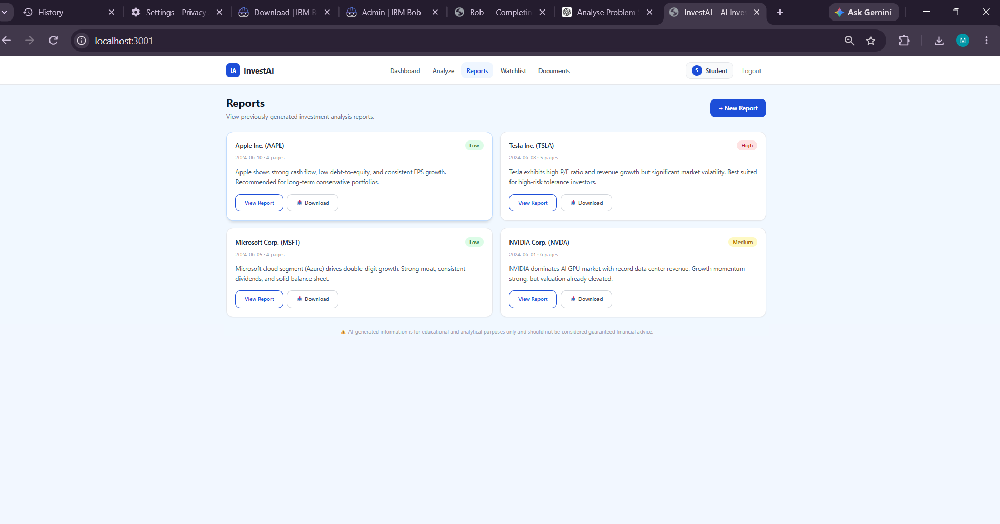 History
Settings - Privacy
Download | IBM B
Admin | IBM Bob
Bob — Completin
Analyse Problem
InvestAI – AI Inves
Ask Gemini
localhost:3001
M
IA InvestAI
Dashboard
Analyze
Reports
Watchlist
Documents
S Student
Logout
Reports
View previously generated investment analysis reports.
+ New Report
Apple Inc. (AAPL)
Low
2024-06-10 · 4 pages
Apple shows strong cash flow, low debt-to-equity, and consistent EPS growth.
Recommended for long-term conservative portfolios.
View Report
Download
Tesla Inc. (TSLA)
High
2024-06-08 · 5 pages
Tesla exhibits high P/E ratio and revenue growth but significant market volatility. Best suited
for high-risk tolerance investors.
View Report
Download
Microsoft Corp. (MSFT)
Low
2024-06-05 · 4 pages
Microsoft cloud segment (Azure) drives double-digit growth. Strong moat, consistent
dividends, and solid balance sheet.
View Report
Download
NVIDIA Corp. (NVDA)
Medium
2024-06-01 · 6 pages
NVIDIA dominates AI GPU market with record data center revenue. Growth momentum
strong, but valuation already elevated.
View Report
Download
AI-generated information is for educational and analytical purposes only and should not be considered guaranteed financial advice.